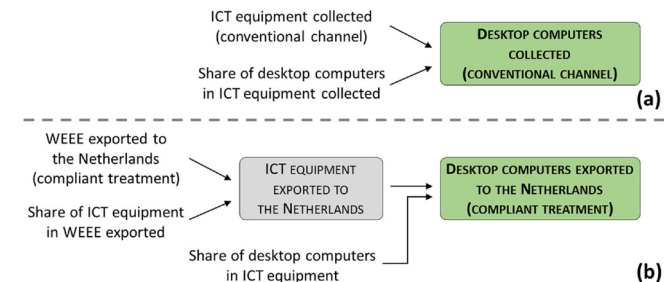 ICT equipment collected
(conventional channel)
Share of desktop computers
in ICT equipment collected
DESKTOP COMPUTERS
COLLECTED
(CONVENTIONAL CHANNEL)
(a)
WEEE exported to
the Netherlands
(compliant treatment)
Share of ICT equipment
in WEEE exported
ICT EQUIPMENT
EXPORTED TO
THE NETHERLANDS
Share of desktop computers
in ICT equipment
DESKTOP COMPUTERS EXPORTED
TO THE NETHERLANDS
(COMPLIANT TREATMENT)
(b)